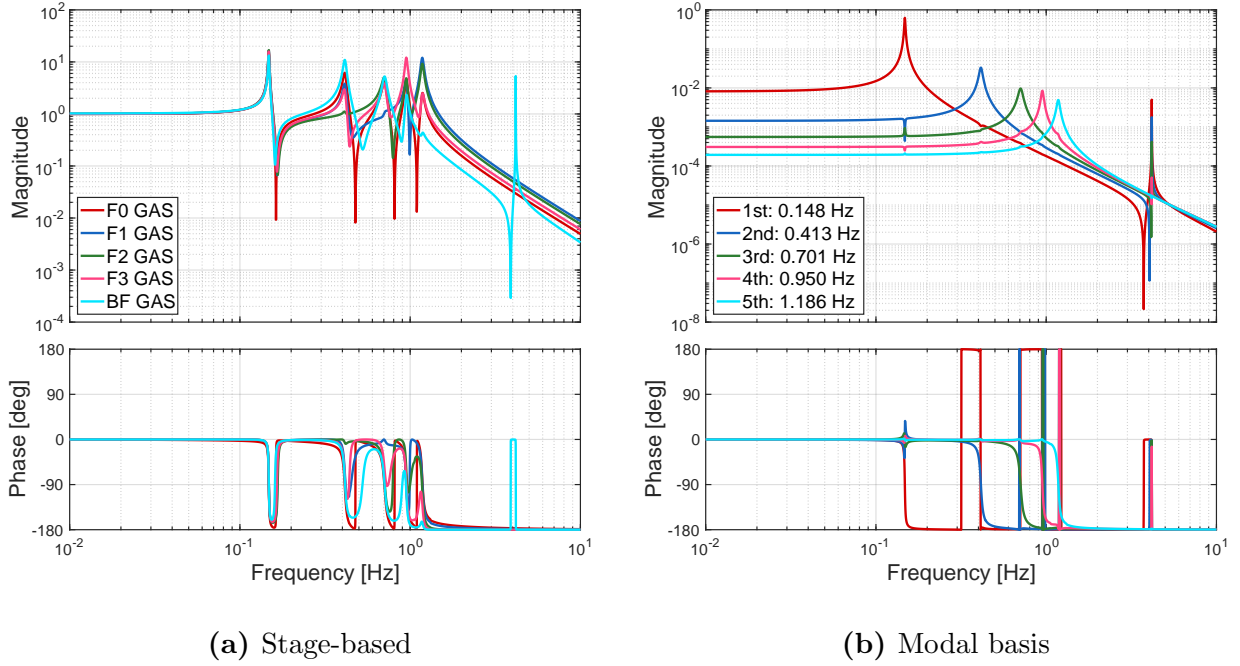 10^2
10^1
10^0
10^-1
10^-2
10^-3
10^-4
Magnitude
F0 GAS
F1 GAS
F2 GAS
F3 GAS
BF GAS
180
90
0
-90
-180
Phase [deg]
10^-2
10^-1
10^0
10^1
Frequency [Hz]
(a) Stage-based
10^0
10^-2
10^-4
10^-6
10^-8
Magnitude
1st: 0.148 Hz
2nd: 0.413 Hz
3rd: 0.701 Hz
4th: 0.950 Hz
5th: 1.186 Hz
180
90
0
-90
-180
Phase [deg]
10^-2
10^-1
10^0
10^1
Frequency [Hz]
(b) Modal basis